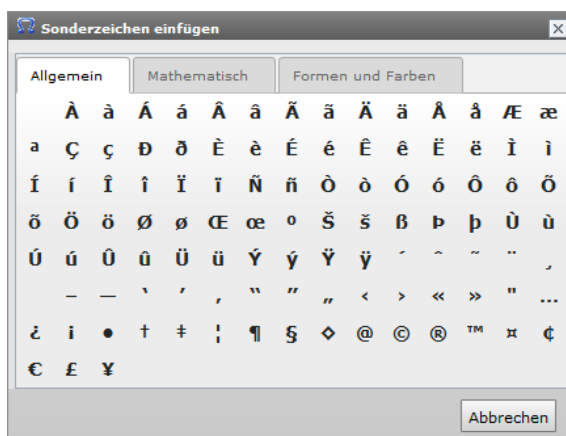 Sonderzeichen einfügen
Allgemein Mathematisch Formen und Farben
À à Á á Â â Ã ã Ä ä Å å Æ æ
ª Ç ç Ð ð È è É é Ê ê Ë ë Ì ì
Í í Î î Ï ï Ñ ñ Ò ò Ó ó Ô ô Õ
õ Ö ö Ø ø Œ œ º Š š ß Þ þ Ù ù
Ú ú Û û Ü ü Ý ý Ÿ ÿ ´ ˆ ˜ ¨ ¸
– — ‘ ’ ‚ “ ” „ ‹ › « » " …
¿ ¡ • † ‡ ¦ ¶ § ◊ @ © ® ™ ¤ ¢
€ £ ¥
Abbrechen